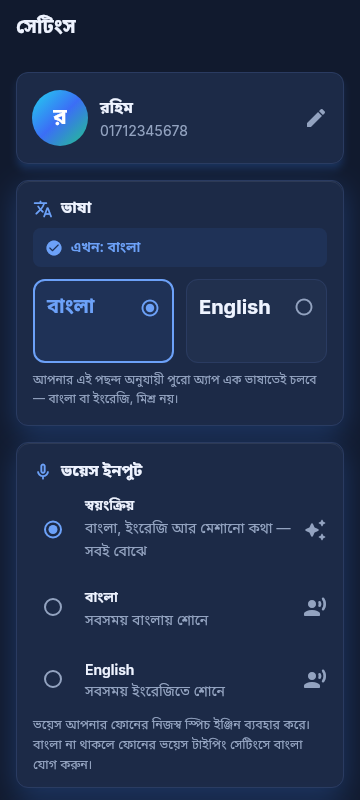 সেটিংস
র
রহিম
01712345678
ভাষা
এখন: বাংলা
বাংলা
English
আপনার এই পছন্দ অনুযায়ী পুরো অ্যাপ এক ভাষাতেই চলবে
— বাংলা বা ইংরেজি, মিশ্র নয়।
ভয়েস ইনপুট
স্বয়ংক্রিয়
বাংলা, ইংরেজি আর মেশানো কথা —
সবই বোঝে
বাংলা
সবসময় বাংলায় শোনে
English
সবসময় ইংরেজিতে শোনে
ভয়েস আপনার ফোনের নিজস্ব স্পিচ ইঞ্জিন ব্যবহার করে।
বাংলা না থাকলে ফোনের ভয়েস টাইপিং সেটিংসে বাংলা
যোগ করুন।